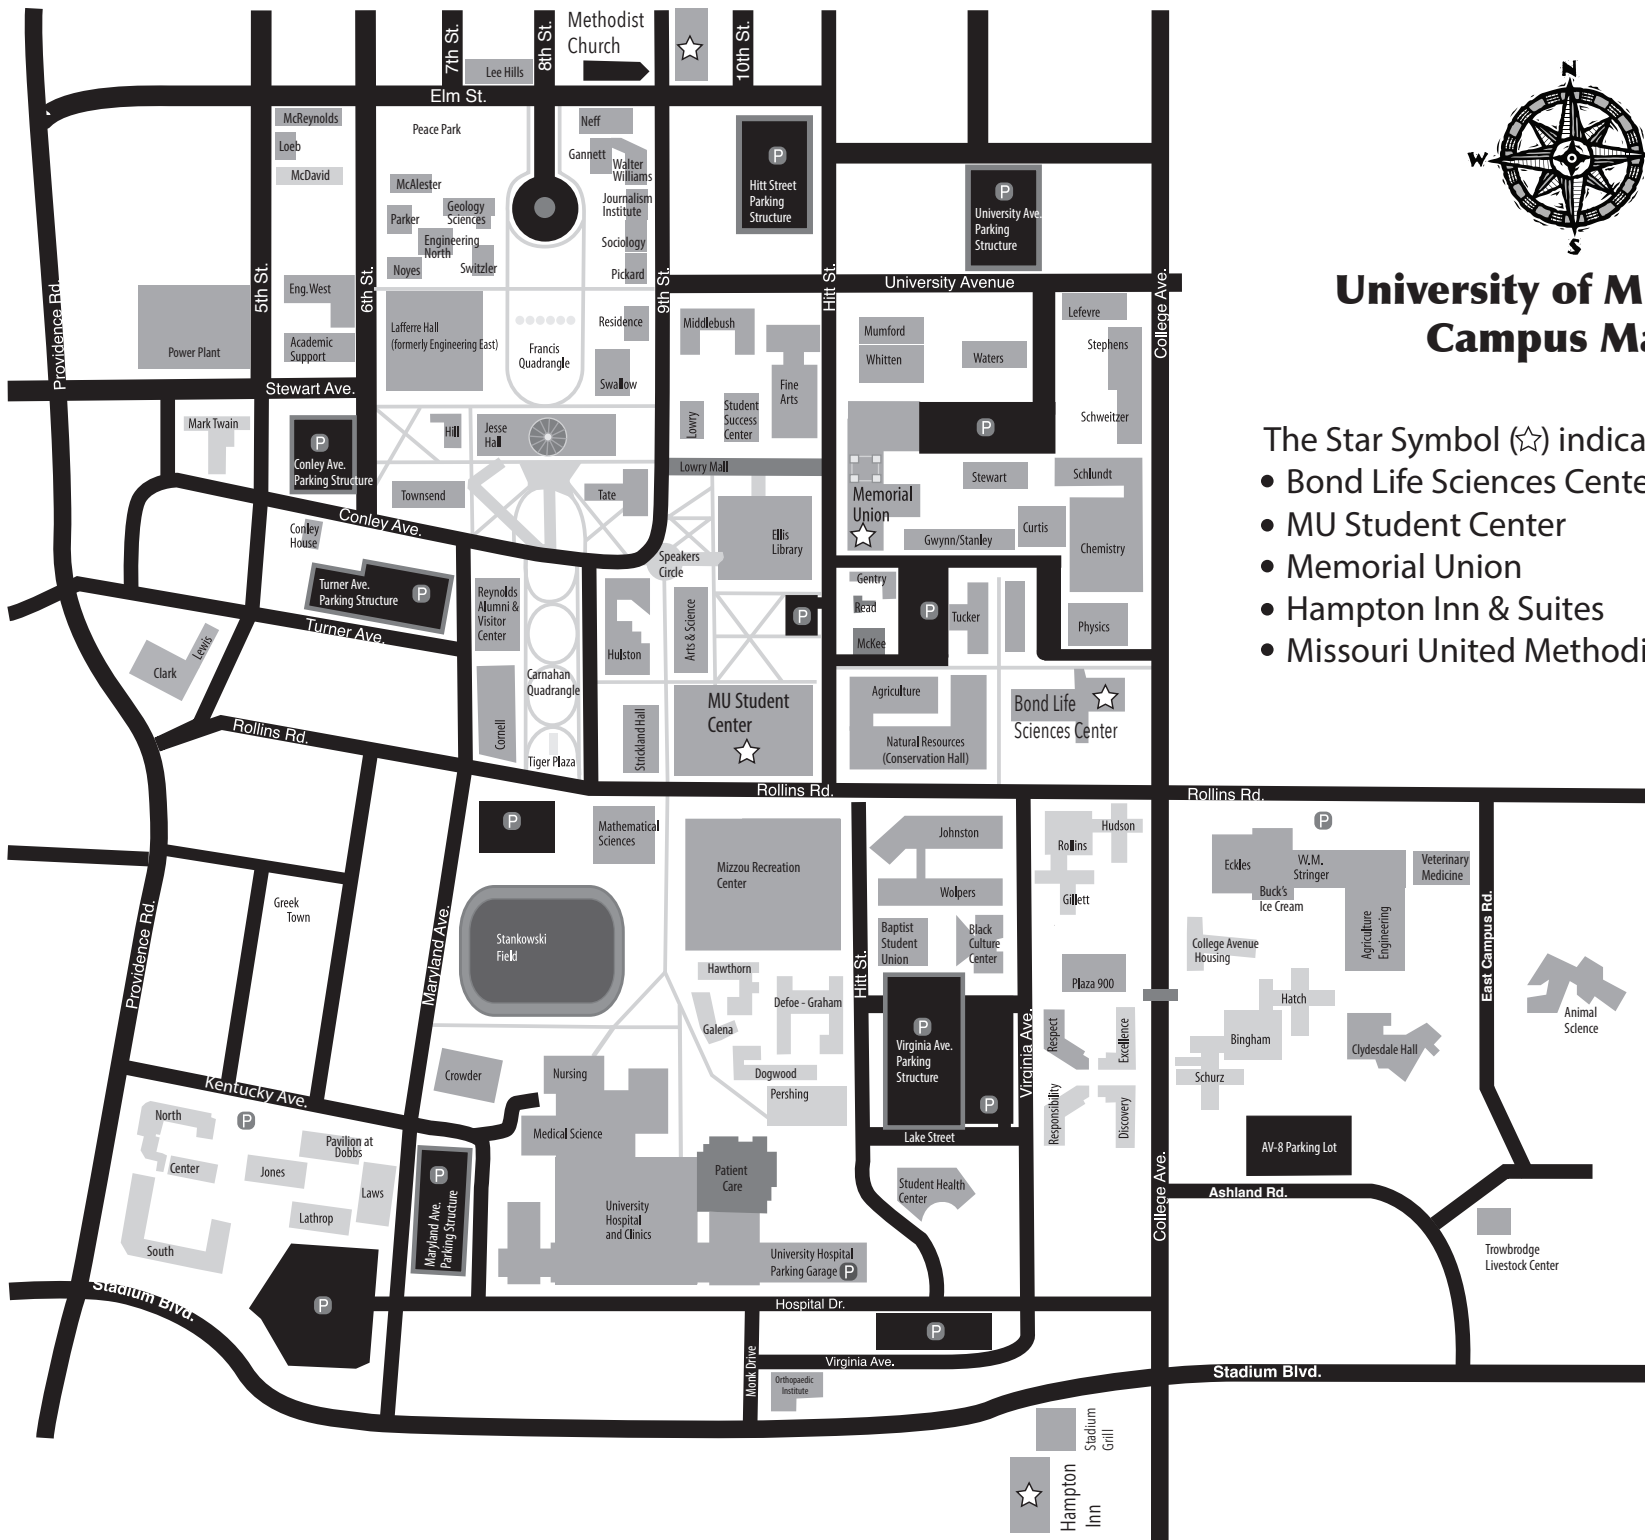 Methodist
Church
7th St.
8th St.
10th St.
Lee Hills
Elm St.
N
W
S
University of M
Campus Ma
The Star Symbol (☆) indica
• Bond Life Sciences Cente
• MU Student Center
• Memorial Union
• Hampton Inn & Suites
• Missouri United Methodi
McReynolds
Loeb
McDavid
Peace Park
Neff
Gannett
Walter
Williams
Journalism
Institute
Sociology
Pickard
McAlester
Parker
Geology
Sciences
Engineering
North
Noyes
Switzler
P
Hitt Street
Parking
Structure
P
University Ave.
Parking
Structure
University Avenue
Providence Rd.
5th St.
6th St.
9th St.
Hitt St.
College Ave.
Eng. West
Power Plant
Academic
Support
Lafferre Hall
(formerly Engineering East)
Francis
Quadrangle
Residence
Swallow
Middlebush
Fine
Arts
Lowry
Student
Success
Center
Mumford
Whitten
Waters
Lefevre
Stephens
Schweitzer
P
Stewart Ave.
Mark Twain
P
Conley Ave.
Parking Structure
Hill
Jesse
Hall
Lowry Mall
Townsend
Tate
Conley Ave.
Conley
House
Ellis
Library
Speakers
Circle
Memorial
Union
Stewart
Schlundt
Gwynn/Stanley
Curtis
Chemistry
Turner Ave.
Parking Structure
P
Turner Ave.
Reynolds
Alumni &
Visitor
Center
Hulston
Arts & Science
P
Gentry
Read
McKee
P
Tucker
Physics
Clark
Lewis
Cornell
Carnahan
Quadrangle
Tiger Plaza
Strickland Hall
MU Student
Center
Agriculture
Natural Resources
(Conservation Hall)
Bond Life
Sciences Center
Rollins Rd.
Rollins Rd.
Rollins Rd.
P
Mathematical
Sciences
Mizzou Recreation
Center
Johnston
Wolpers
Rollins
Hudson
Gillett
P
Eckles
W.M.
Stringer
Buck's
Ice Cream
Veterinary
Medicine
Agriculture
Engineering
Greek
Town
Stankowski
Field
Providence Rd.
Maryland Ave.
Hitt St.
Virginia Ave.
East Campus Rd.
Baptist
Student
Union
Black
Culture
Center
College Avenue
Housing
Plaza 900
Hawthorn
Galena
Defoe - Graham
Dogwood
Pershing
P
Virginia Ave.
Parking
Structure
P
Respect
Excellence
Responsibility
Discovery
Hatch
Bingham
Schurz
Clydesdale Hall
Animal
Science
Crowder
Nursing
Medical Science
Kentucky Ave.
North
P
Pavilion at
Dobbs
Center
Jones
Laws
Lathrop
South
P
Maryland Ave.
Parking Structure
Patient
Care
University
Hospital
and Clinics
University Hospital
Parking Garage P
Lake Street
Student Health
Center
AV-8 Parking Lot
College Ave.
Ashland Rd.
Trowbrodge
Livestock Center
Stadium Blvd.
P
Hospital Dr.
P
Monk Drive
Virginia Ave.
Orthopaedic
Institute
Stadium Blvd.
Stadium
Grill
Hampton
Inn